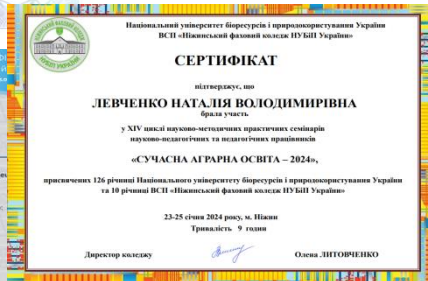 Національний університет біоресурсів і природокористування України
ВСП «Ніжинський фаховий коледж НУБіП України»
СЕРТИФІКАТ
підтверджує, що
ЛЕВЧЕНКО НАТАЛІЯ ВОЛОДИМИРІВНА
брала участь
у XIV циклі науково-методичних практичних семінарів
науково-педагогічних та педагогічних працівників
«СУЧАСНА АГРАРНА ОСВІТА – 2024»,
присвячених 126 річниці Національного університету біоресурсів і природокористування України
та 10 річниці ВСП «Ніжинський фаховий коледж НУБіП України»
23-25 січня 2024 року, м. Ніжин
Тривалість 9 годин
Директор коледжу Олена ЛИТОВЧЕНКО